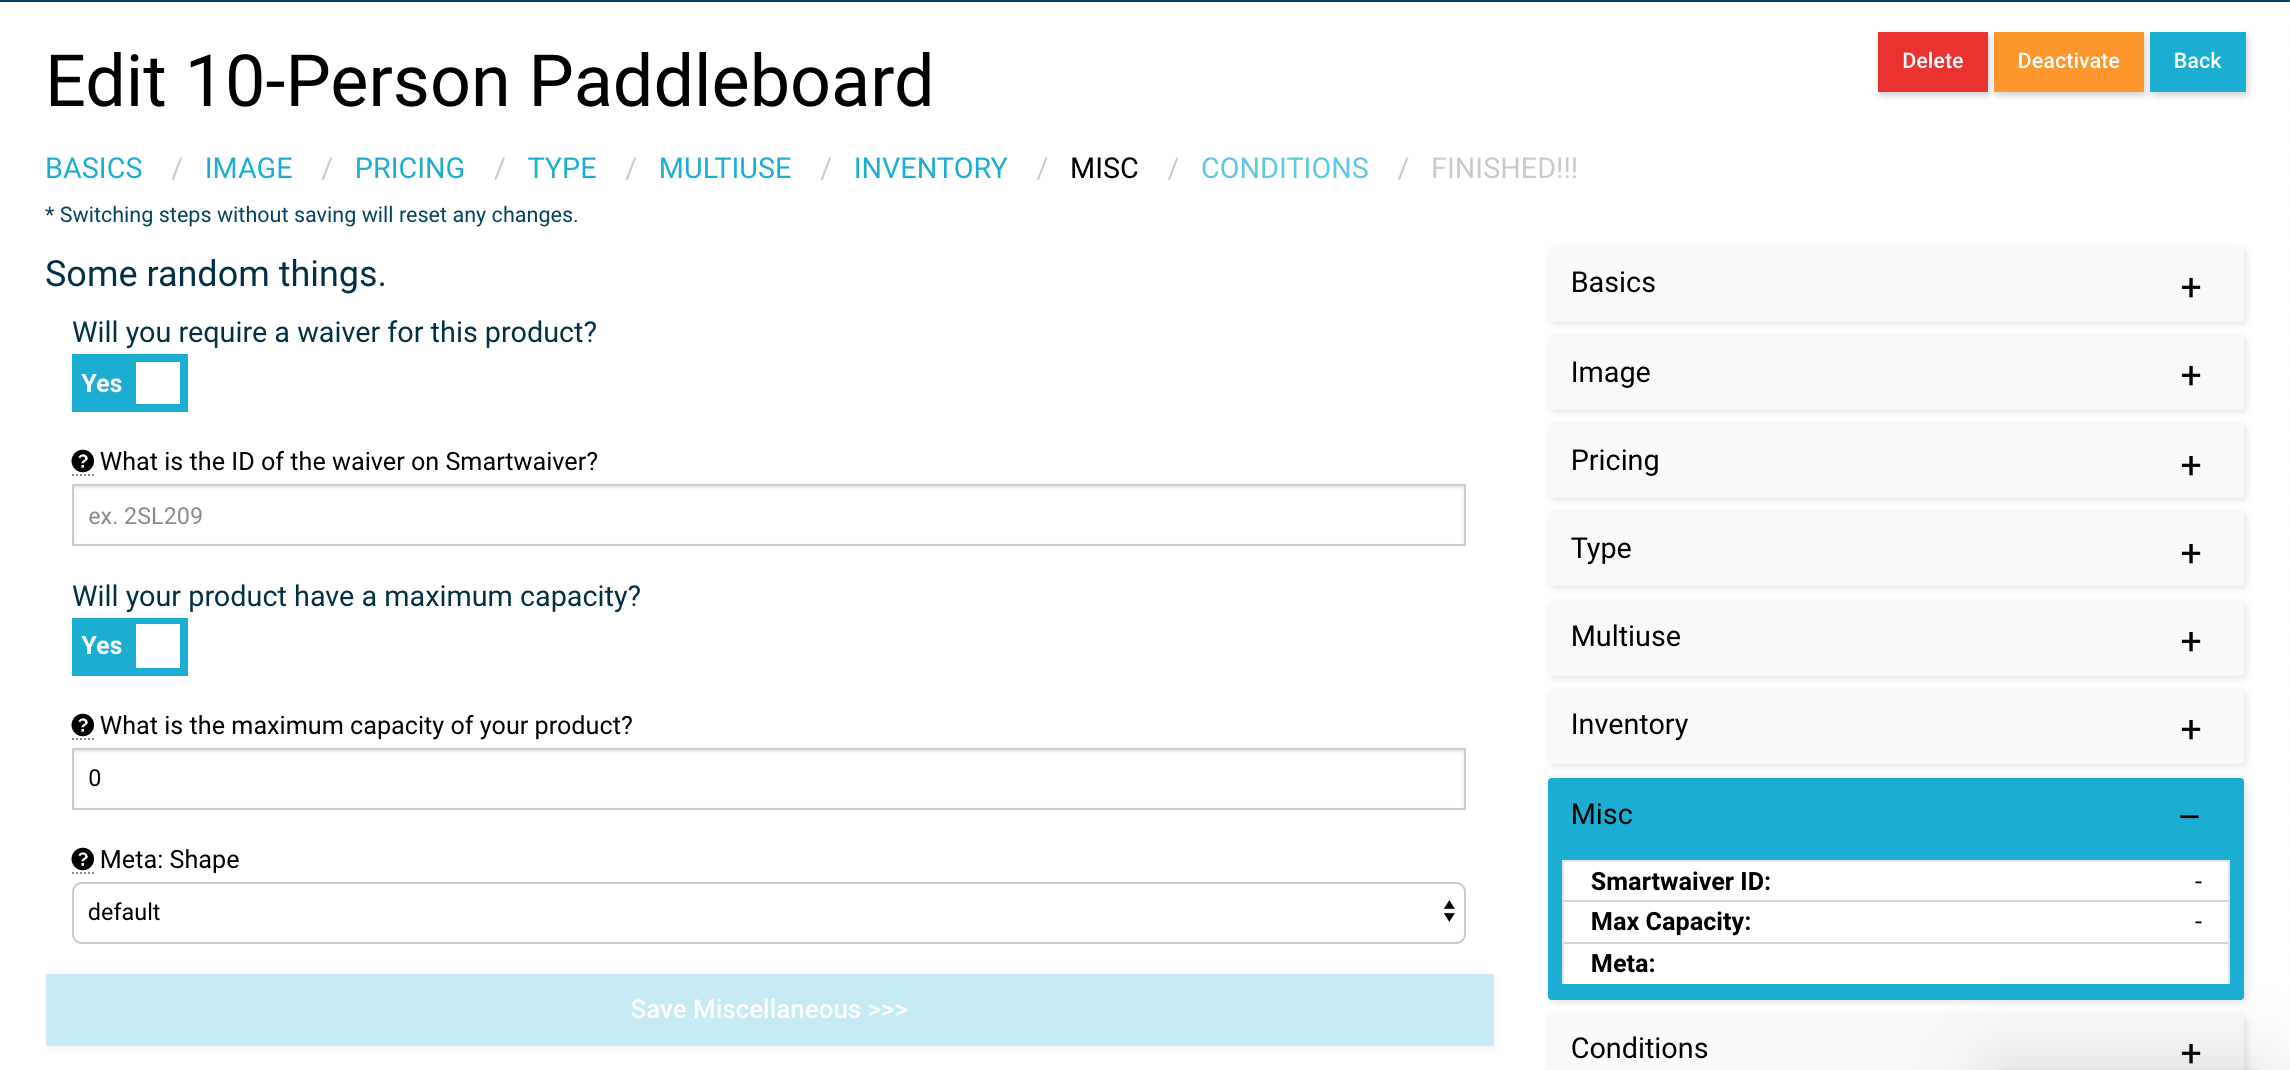 Edit 10-Person Paddleboard
Delete
Deactivate
Back
BASICS / IMAGE / PRICING / TYPE / MULTIUSE / INVENTORY / MISC / CONDITIONS / FINISHED!!!
* Switching steps without saving will reset any changes.
Some random things.
Will you require a waiver for this product?
Yes
? What is the ID of the waiver on Smartwaiver?
ex. 2SL209
Will your product have a maximum capacity?
Yes
? What is the maximum capacity of your product?
0
? Meta: Shape
default
Save Miscellaneous >>>
Basics +
Image +
Pricing +
Type +
Multiuse +
Inventory +
Misc −
Smartwaiver ID: -
Max Capacity: -
Meta:
Conditions +